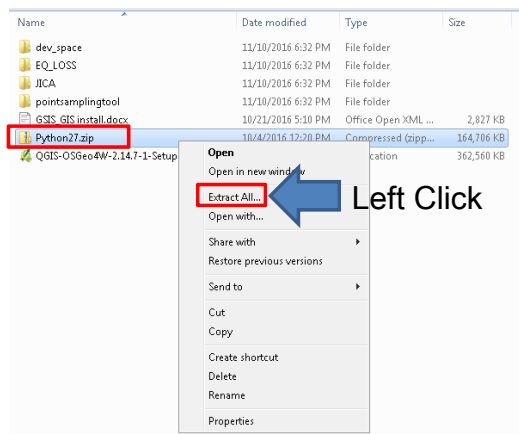 Name Date modified Type Size
dev_space 11/10/2016 6:32 PM File folder
EQ_LOSS 11/10/2016 6:32 PM File folder
JICA 11/10/2016 6:32 PM File folder
pointsamplingtool 11/10/2016 6:32 PM File folder
GSIS GIS install.docx 10/21/2016 5:10 PM Office Open XML ... 2,827 KB
Python27.zip 10/4/2016 12:20 PM Compressed (zipp... 164,706 KB
QGIS-OSGeo4W-2.14.7-1-Setup 362,560 KB
Open
Open in new window
Extract All...
Left Click
Open with...
Share with
Restore previous versions
Send to
Cut
Copy
Create shortcut
Delete
Rename
Properties